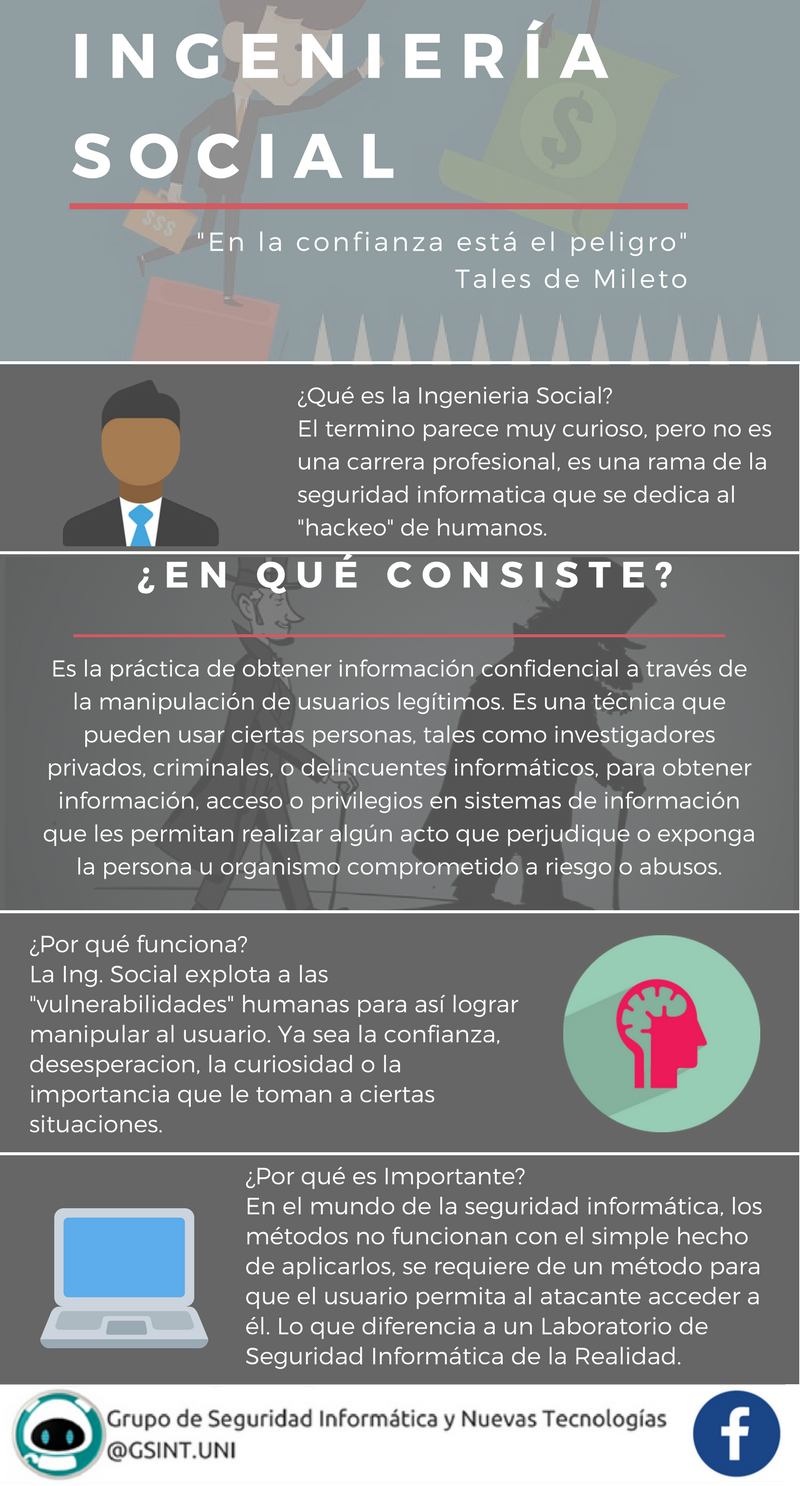 INGENIERÍA
SOCIAL
"En la confianza está el peligro"
Tales de Mileto
$
$$$
¿Qué es la Ingenieria Social?
El termino parece muy curioso, pero no es
una carrera profesional, es una rama de la
seguridad informatica que se dedica al
"hackeo" de humanos.
¿EN QUÉ CONSISTE?
Es la práctica de obtener información confidencial a través de
la manipulación de usuarios legítimos. Es una técnica que
pueden usar ciertas personas, tales como investigadores
privados, criminales, o delincuentes informáticos, para obtener
información, acceso o privilegios en sistemas de información
que les permitan realizar algún acto que perjudique o exponga
la persona u organismo comprometido a riesgo o abusos.
¿Por qué funciona?
La Ing. Social explota a las
"vulnerabilidades" humanas para así lograr
manipular al usuario. Ya sea la confianza,
desesperacion, la curiosidad o la
importancia que le toman a ciertas
situaciones.
¿Por qué es Importante?
En el mundo de la seguridad informática, los
métodos no funcionan con el simple hecho
de aplicarlos, se requiere de un método para
que el usuario permita al atacante acceder a
él. Lo que diferencia a un Laboratorio de
Seguridad Informática de la Realidad.
Grupo de Seguridad Informática y Nuevas Tecnologías
@GSINT.UNI
f